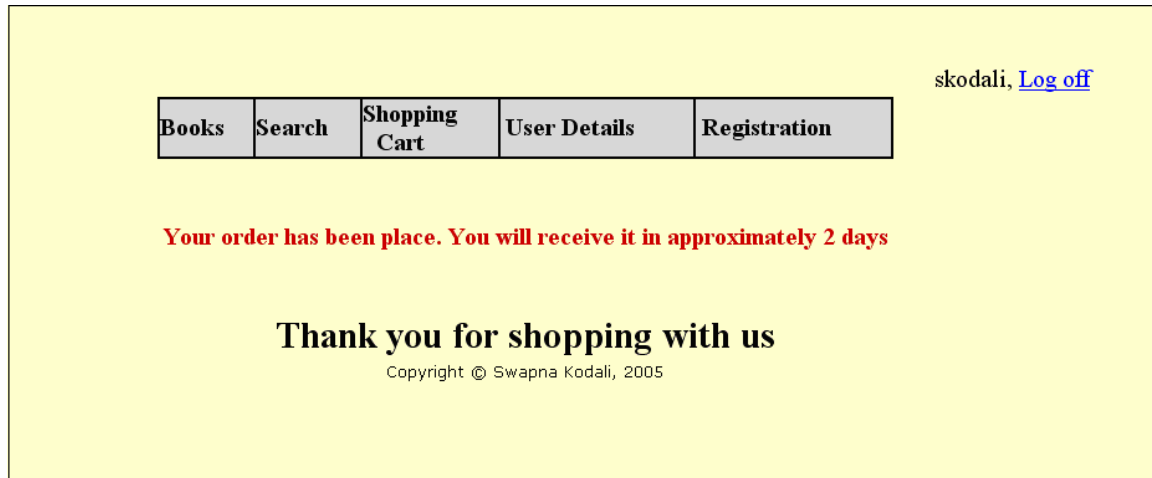 skodali, Log off
Books Search Shopping Cart User Details Registration
Your order has been place. You will receive it in approximately 2 days
Thank you for shopping with us
Copyright © Swapna Kodali, 2005